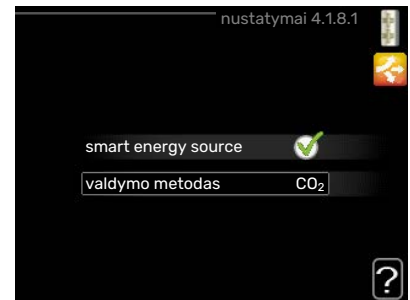 nustatymai 4.1.8.1
smart energy source
valdymo metodas CO₂
?